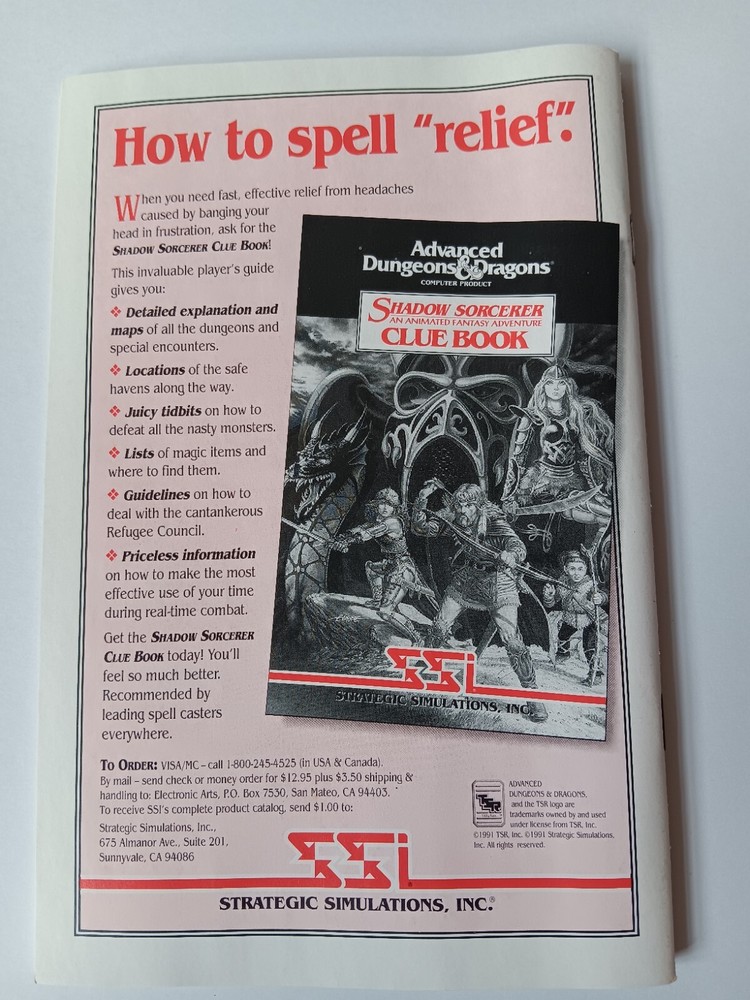 How to spell "relief".
When you need fast, effective relief from headaches
caused by banging your
head in frustration, ask for the
SHADOW SORCERER CLUE BOOK!
This invaluable player's guide
gives you:
❖ Detailed explanation and
maps of all the dungeons and
special encounters.
❖ Locations of the safe
havens along the way.
❖ Juicy tidbits on how to
defeat all the nasty monsters.
❖ Lists of magic items and
where to find them.
❖ Guidelines on how to
deal with the cantankerous
Refugee Council.
❖ Priceless information
on how to make the most
effective use of your time
during real-time combat.
Get the SHADOW SORCERER
CLUE BOOK today! You'll
feel so much better.
Recommended by
leading spell casters
everywhere.
Advanced
Dungeons & Dragons®
COMPUTER PRODUCT
SHADOW SORCERER
AN ANIMATED FANTASY ADVENTURE
CLUE BOOK
SSi
STRATEGIC SIMULATIONS, INC.
TO ORDER: VISA/MC – call 1-800-245-4525 (in USA & Canada).
By mail – send check or money order for $12.95 plus $3.50 shipping &
handling to: Electronic Arts, P.O. Box 7530, San Mateo, CA 94403.
To receive SSI's complete product catalog, send $1.00 to:
Strategic Simulations, Inc.,
675 Almanor Ave., Suite 201,
Sunnyvale, CA 94086
TSR
ADVANCED
DUNGEONS & DRAGONS,
and the TSR logo are
trademarks owned by and used
under license from TSR, Inc.
©1991 TSR, Inc. ©1991 Strategic Simulations,
Inc. All rights reserved.
SSi
STRATEGIC SIMULATIONS, INC.®